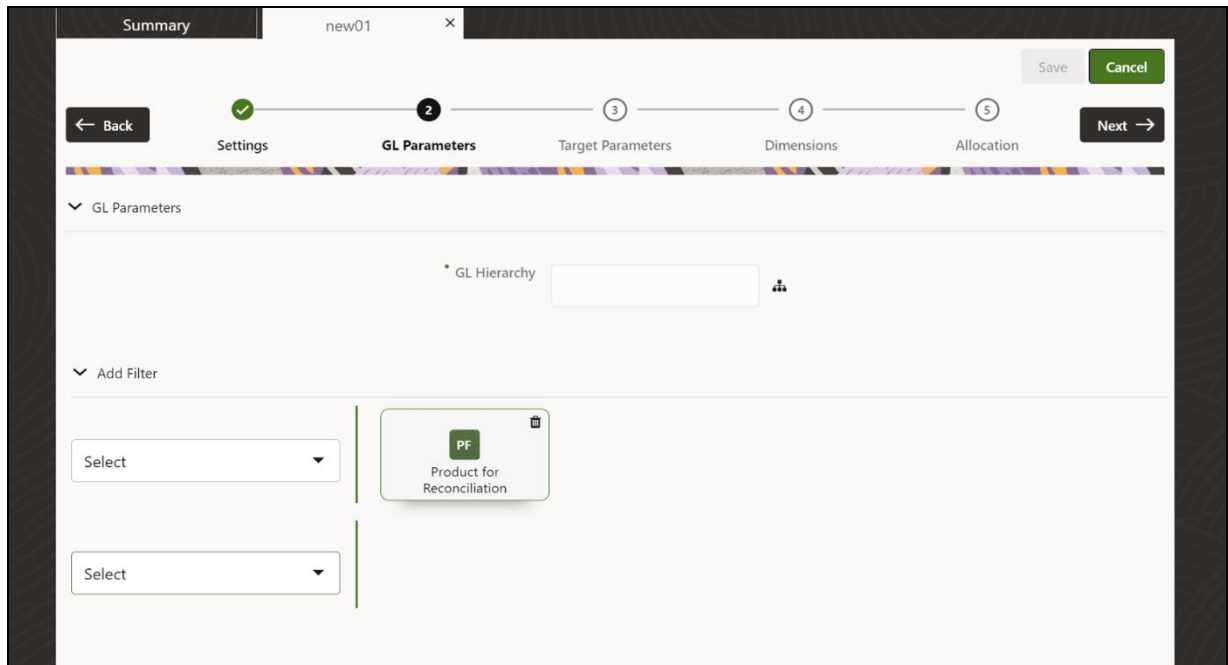 Summary
new01
Save
Cancel
Back
2
3
4
5
Next
Settings
GL Parameters
Target Parameters
Dimensions
Allocation
GL Parameters
GL Hierarchy
Add Filter
Select
PF
Product for
Reconciliation
Select